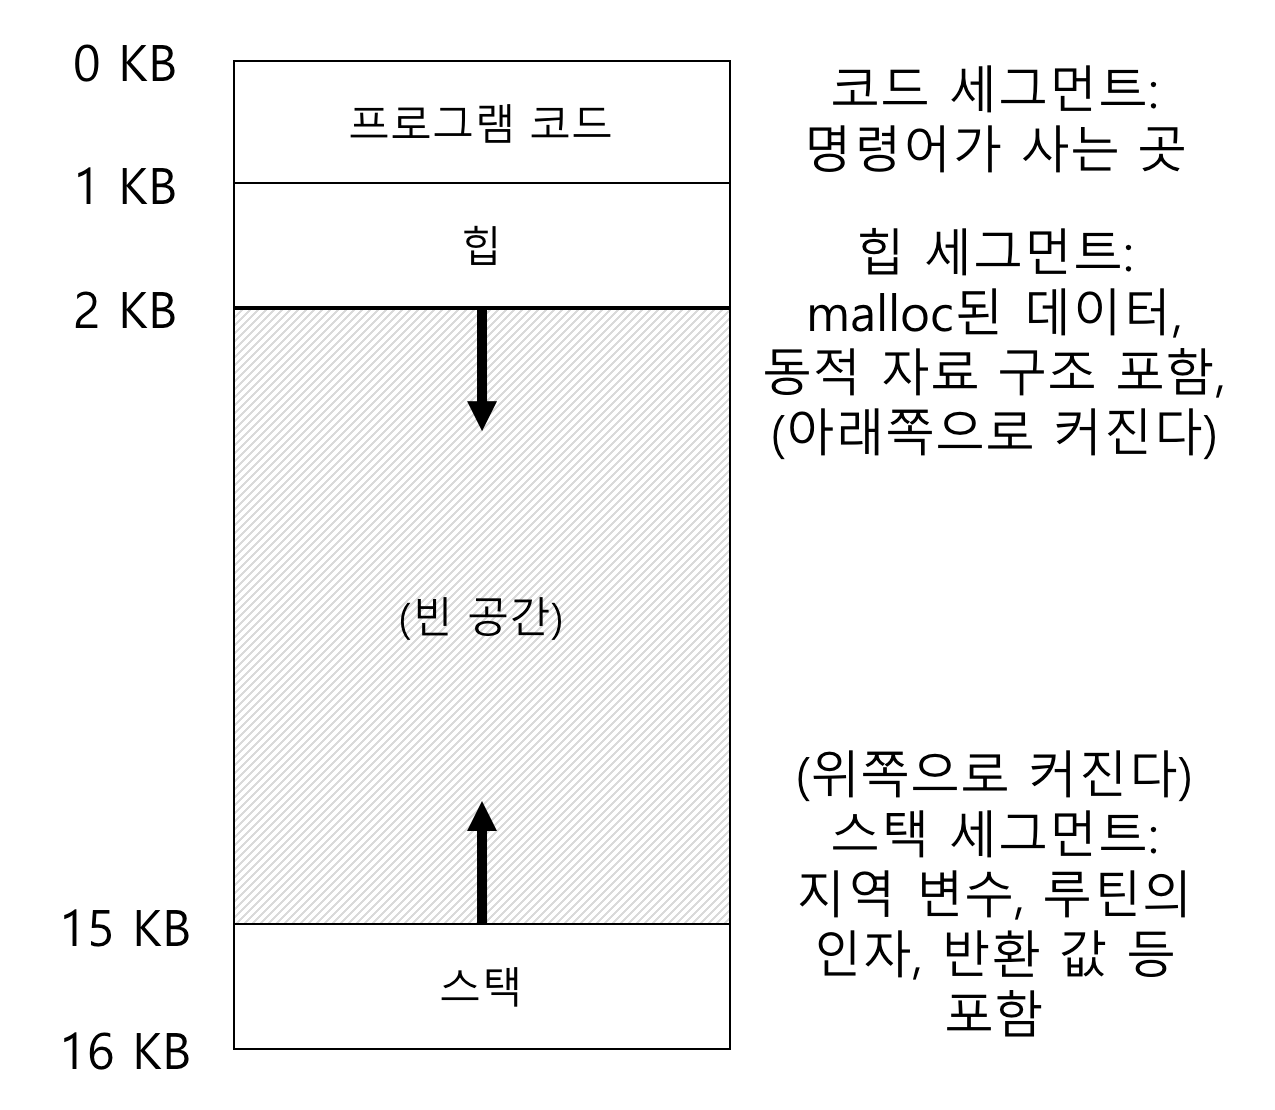 0 KB
프로그램 코드
1 KB
힙
2 KB
(빈 공간)
15 KB
스택
16 KB
코드 세그먼트:
명령어가 사는 곳
힙 세그먼트:
malloc된 데이터,
동적 자료 구조 포함,
(아래쪽으로 커진다)
(위쪽으로 커진다)
스택 세그먼트:
지역 변수, 루틴의
인자, 반환 값 등
포함